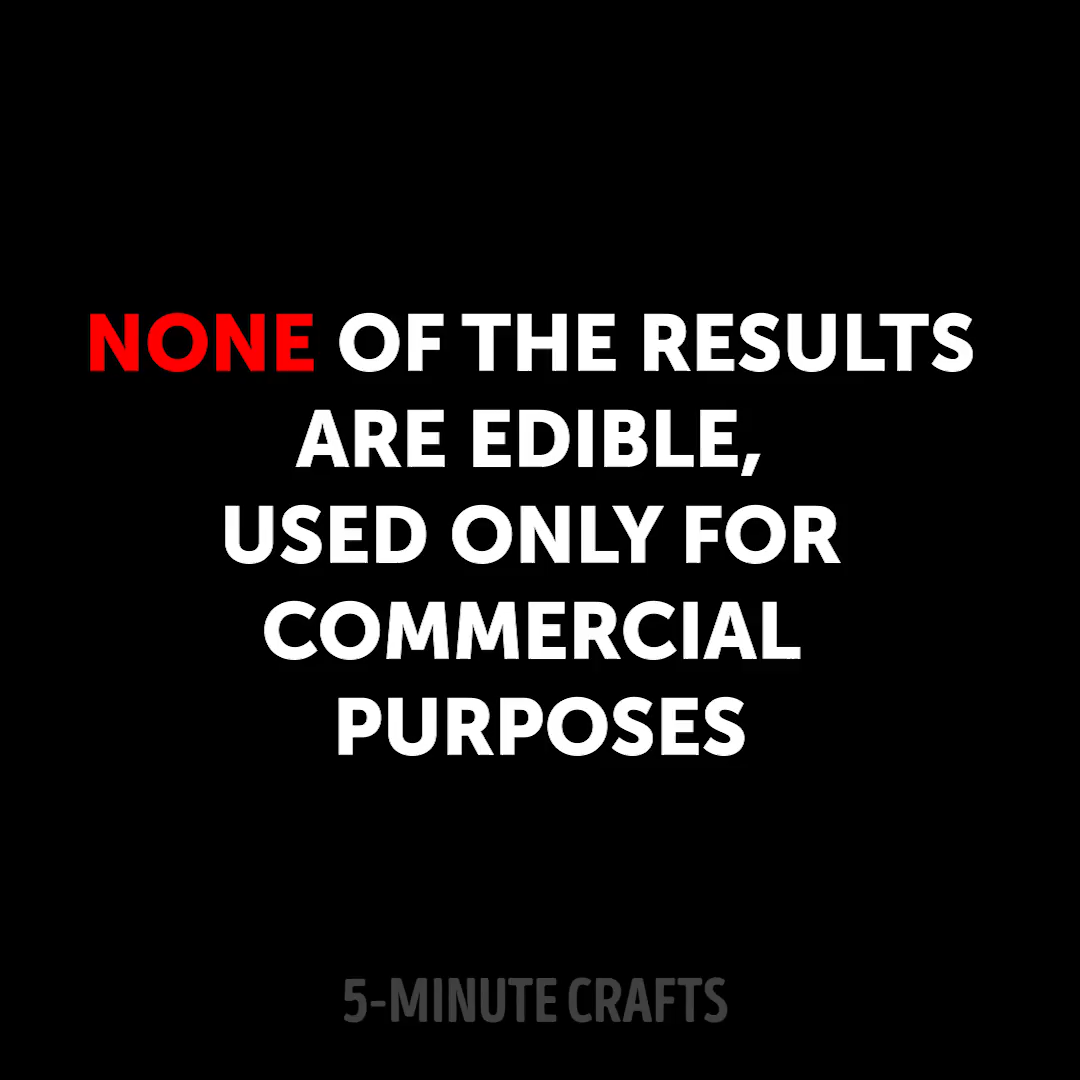 NONE OF THE RESULTS
ARE EDIBLE,
USED ONLY FOR
COMMERCIAL
PURPOSES
5-MINUTE CRAFTS